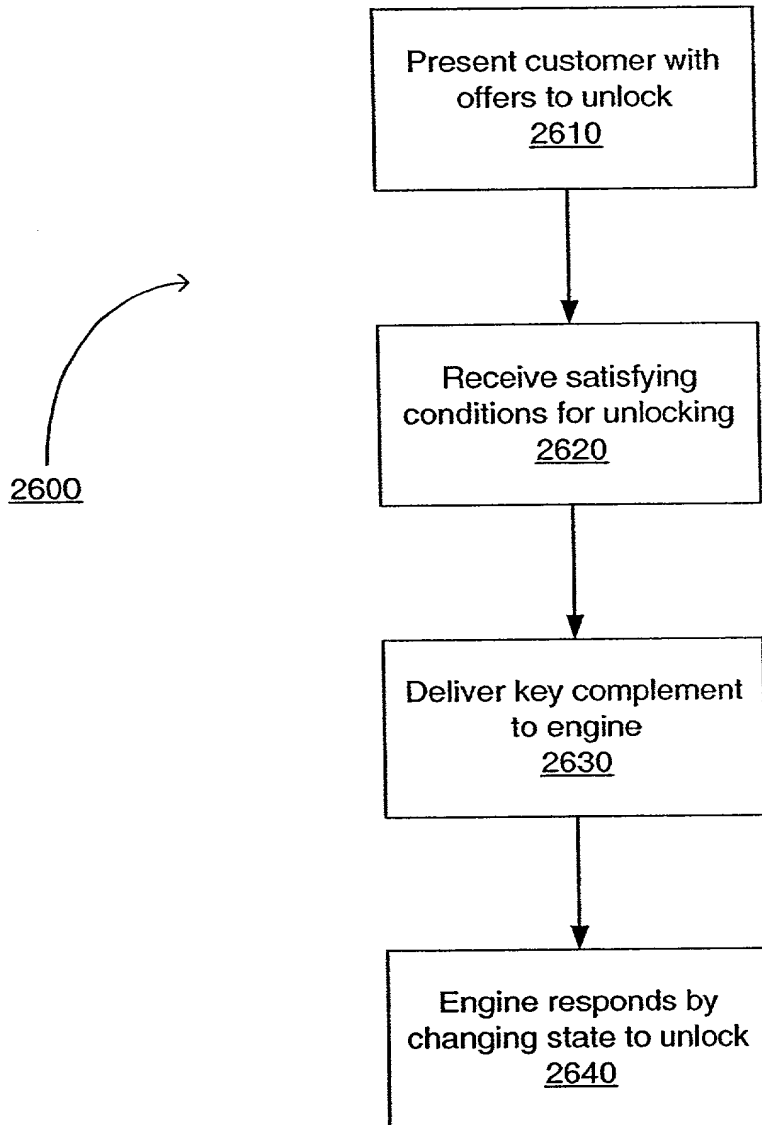 Present customer with
offers to unlock
2610
Receive satisfying
conditions for unlocking
2620
2600
Deliver key complement
to engine
2630
Engine responds by
changing state to unlock
2640